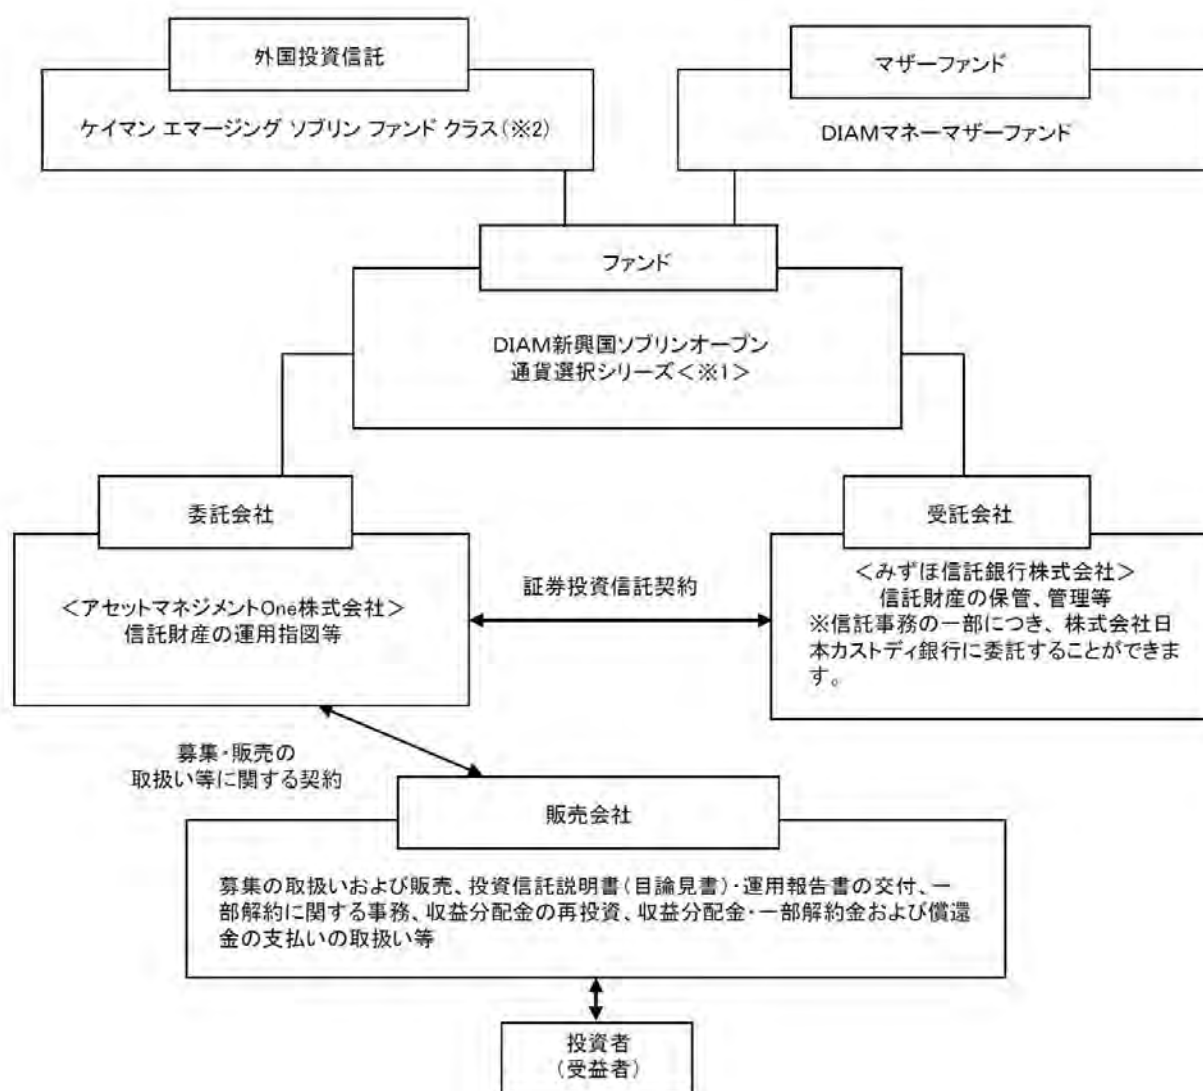 外国投資信託
ケイマン エマージング ソブリン ファンド クラス(※2)
マザーファンド
DIAMマネーマザーファンド
ファンド
DIAM新興国ソブリンオープン
通貨選択シリーズ<※1>
委託会社
<アセットマネジメントOne株式会社>
信託財産の運用指図等
証券投資信託契約
受託会社
<みずほ信託銀行株式会社>
信託財産の保管、管理等
※信託事務の一部につき、株式会社日
本カストディ銀行に委託することができま
す。
募集・販売の
取扱い等に関する契約
販売会社
募集の取扱いおよび販売、投資信託説明書(目論見書)・運用報告書の交付、一
部解約に関する事務、収益分配金の再投資、収益分配金・一部解約金および償還
金の支払いの取扱い等
投資者
(受益者)